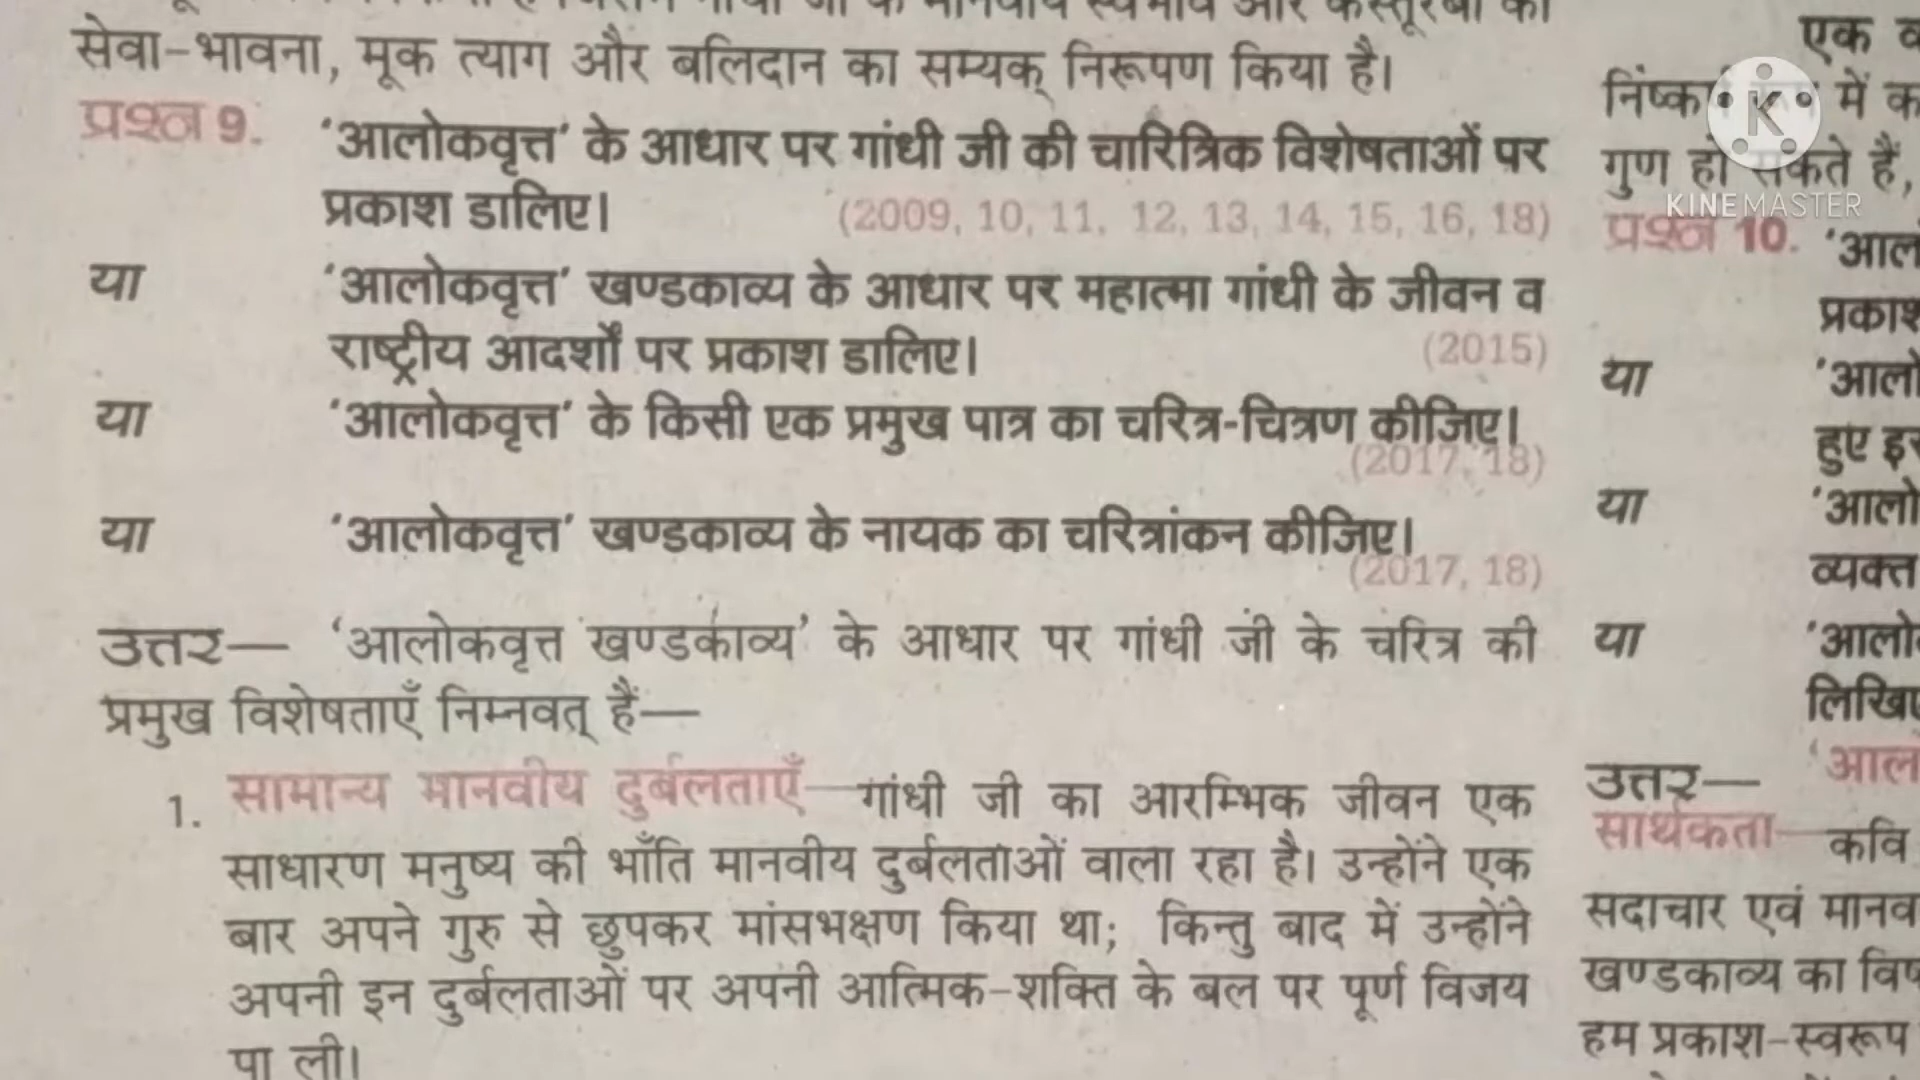 सेवा-भावना, मूक त्याग और बलिदान का सम्यक् निरूपण किया है।
प्रश्न 9. 'आलोकवृत्त' के आधार पर गांधी जी की चारित्रिक विशेषताओं पर
प्रकाश डालिए। (2009, 10, 11, 12, 13, 14, 15, 16, 18)
या 'आलोकवृत्त' खण्डकाव्य के आधार पर महात्मा गांधी के जीवन व
राष्ट्रीय आदर्शों पर प्रकाश डालिए। (2015)
या 'आलोकवृत्त' के किसी एक प्रमुख पात्र का चरित्र-चित्रण कीजिए।
(2017, 18)
या 'आलोकवृत्त' खण्डकाव्य के नायक का चरित्रांकन कीजिए।
(2017, 18)
उत्तर— 'आलोकवृत्त खण्डकाव्य' के आधार पर गांधी जी के चरित्र की
प्रमुख विशेषताएँ निम्नवत् हैं—
1. सामान्य मानवीय दुर्बलताएँ—गांधी जी का आरम्भिक जीवन एक
साधारण मनुष्य की भाँति मानवीय दुर्बलताओं वाला रहा है। उन्होंने एक
बार अपने गुरु से छुपकर मांसभक्षण किया था; किन्तु बाद में उन्होंने
अपनी इन दुर्बलताओं पर अपनी आत्मिक-शक्ति के बल पर पूर्ण विजय
पा ली।
एक
में
गुण हो सकते हैं,
प्रश्न 10. 'आल
प्रकाश
या 'आलो
हुए
या 'आलो
व्यक्त
या 'आलो
लिखिए
उत्तर— 'आल
सार्थकता— कवि
सदाचार एवं मानव
खण्डकाव्य का
हम प्रकाश-स्वरूप
K
KINEMASTER